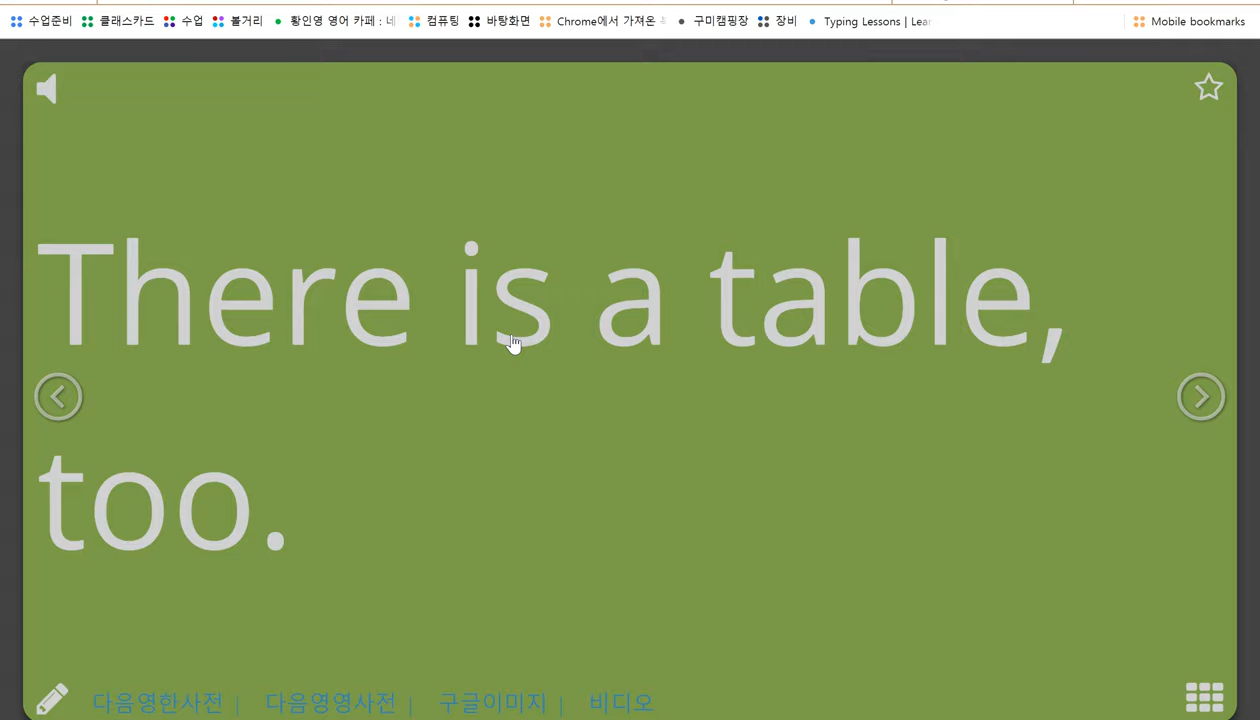 수업준비 클래스카드 수업 볼거리 황인영 영어 카페 : 네 컴퓨팅 바탕화면 Chrome에서 가져온 구미캠핑장 장비 Typing Lessons | Lear Mobile bookmarks
There is a table,
too.
다음영한사전 | 다음영영사전 | 구글이미지 | 비디오